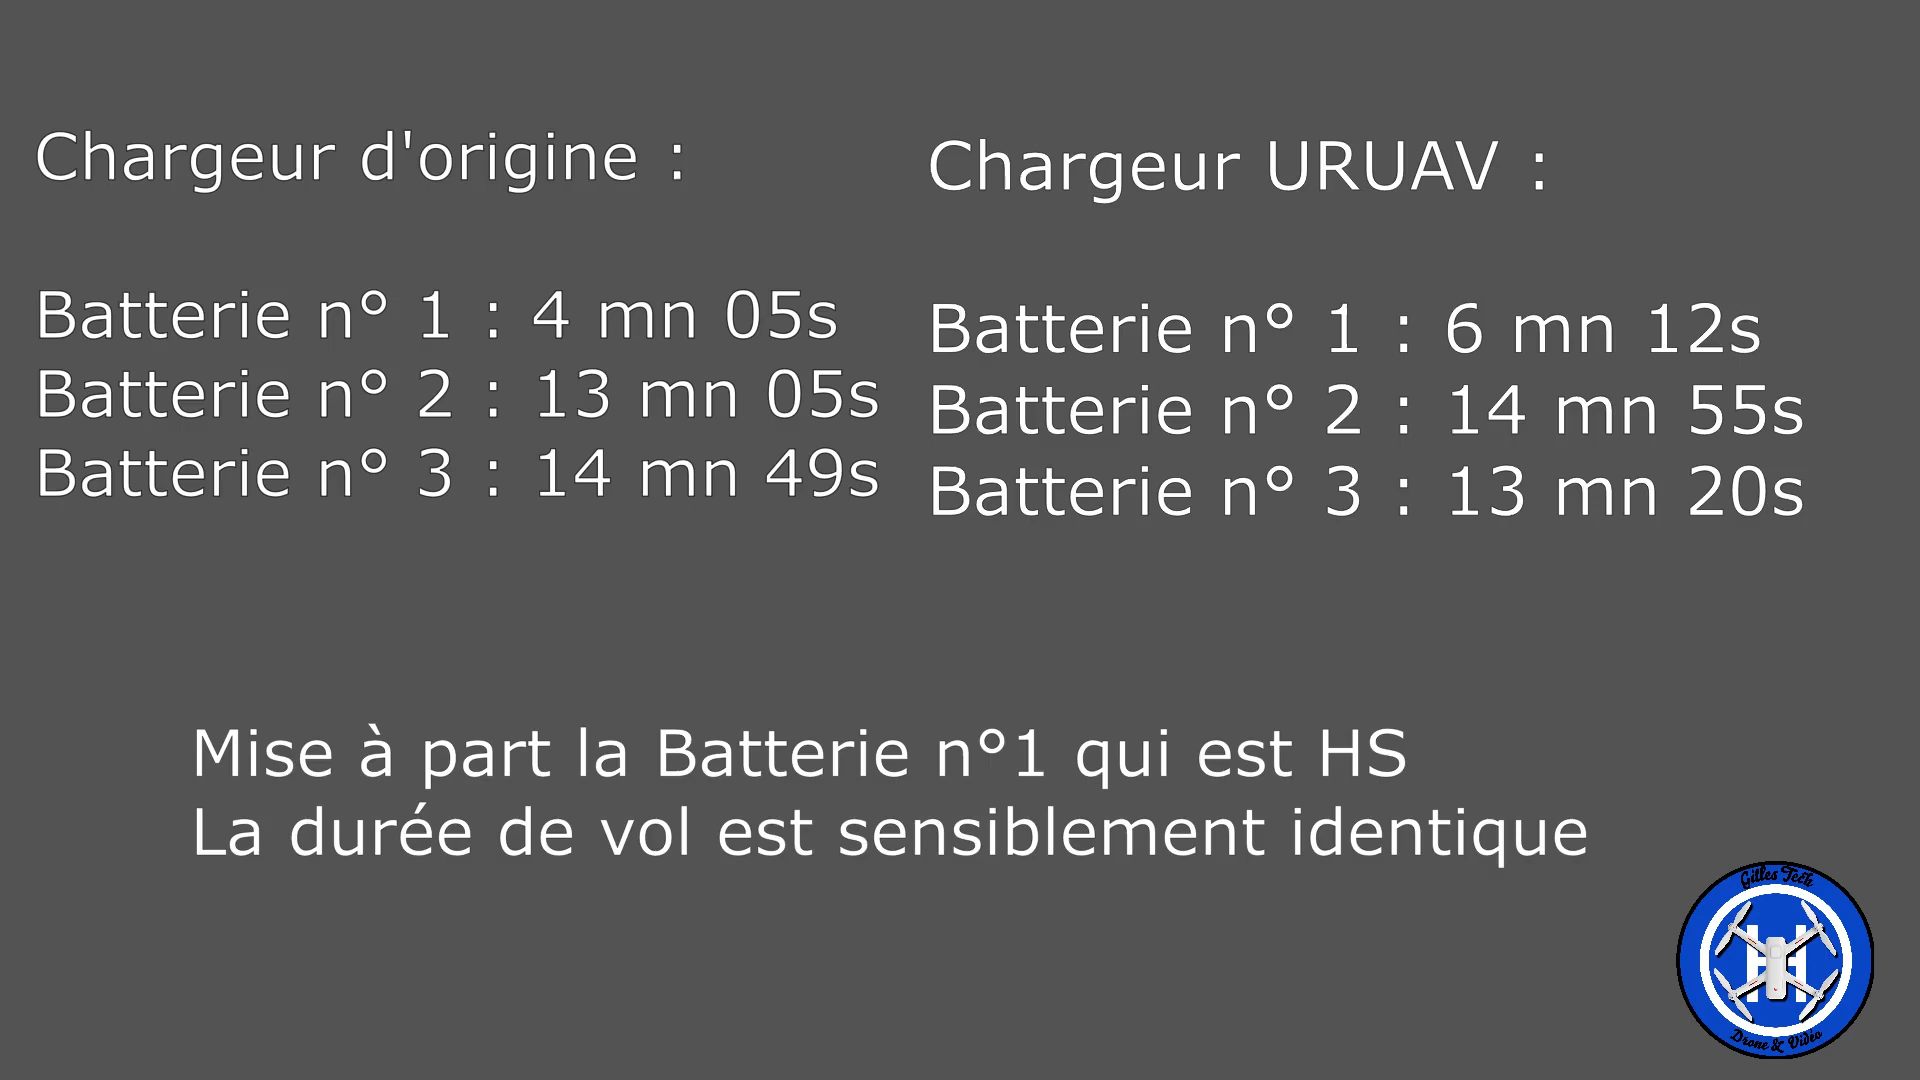 Chargeur d'origine :
Batterie n° 1 : 4 mn 05s
Batterie n° 2 : 13 mn 05s
Batterie n° 3 : 14 mn 49s
Chargeur URUAV :
Batterie n° 1 : 6 mn 12s
Batterie n° 2 : 14 mn 55s
Batterie n° 3 : 13 mn 20s
Mise à part la Batterie n°1 qui est HS
La durée de vol est sensiblement identique
Gilles Tech
H
Drone & Vidéo